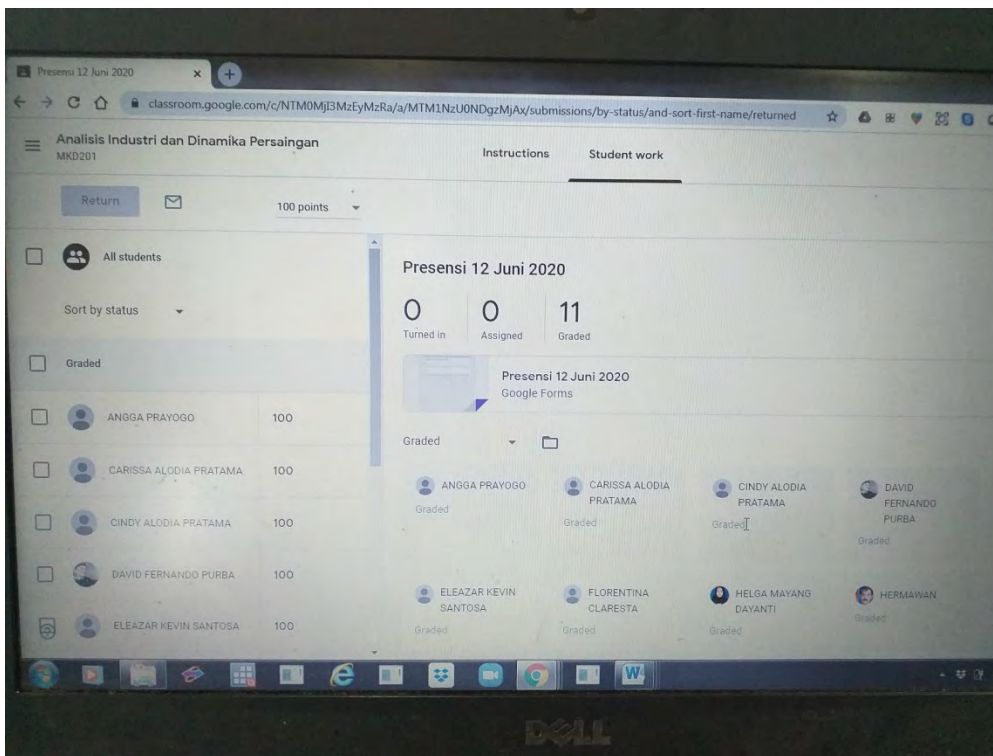 Presensi 12 Juni 2020
classroom.google.com/c/NTM0MjI3MzEyMzRa/a/MTM1NzU0NDgzMjAx/submissions/by-status/and-sort-first-name/returned
Analisis Industri dan Dinamika Persaingan
MKD201
Instructions
Student work
Return
100 points
All students
Sort by status
Graded
ANGGA PRAYOGO 100
CARISSA ALODIA PRATAMA 100
CINDY ALODIA PRATAMA 100
DAVID FERNANDO PURBA 100
ELEAZAR KEVIN SANTOSA 100
Presensi 12 Juni 2020
0 0 11
Turned in Assigned Graded
Presensi 12 Juni 2020
Google Forms
Graded
ANGGA PRAYOGO
Graded
CARISSA ALODIA
PRATAMA
Graded
CINDY ALODIA
PRATAMA
Graded
DAVID
FERNANDO
PURBA
Graded
ELEAZAR KEVIN
SANTOSA
Graded
FLORENTINA
CLARESTA
Graded
HELGA MAYANG
DAYANTI
Graded
HERMAWAN
Graded
W
DELL